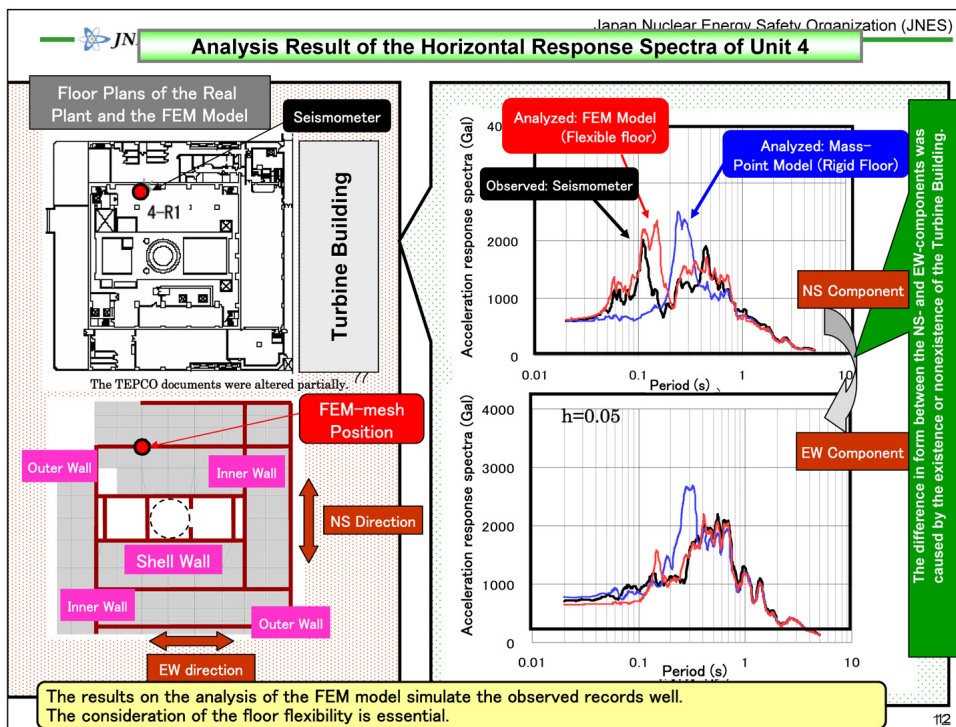 Japan Nuclear Energy Safety Organization (JNES)
Analysis Result of the Horizontal Response Spectra of Unit 4
Floor Plans of the Real
Plant and the FEM Model
Seismometer
4-R1
Turbine Building
The TEPCO documents were altered partially.
FEM-mesh
Position
Outer Wall
Inner Wall
NS Direction
Shell Wall
Inner Wall
Outer Wall
EW direction
Analyzed: FEM Model
(Flexible floor)
Analyzed: Mass-
Point Model (Rigid Floor)
Observed: Seismometer
Acceleration response spectra (Gal)
2000
1000
0
0.01
0.1
1
10
Period (s)
NS Component
h=0.05
Acceleration response spectra (Gal)
4000
3000
2000
1000
0
0.01
0.1
1
10
Period (s)
EW Component
The difference in form between the NS- and EW-components was
caused by the existence or nonexistence of the Turbine Building.
The results on the analysis of the FEM model simulate the observed records well.
The consideration of the floor flexibility is essential.
112